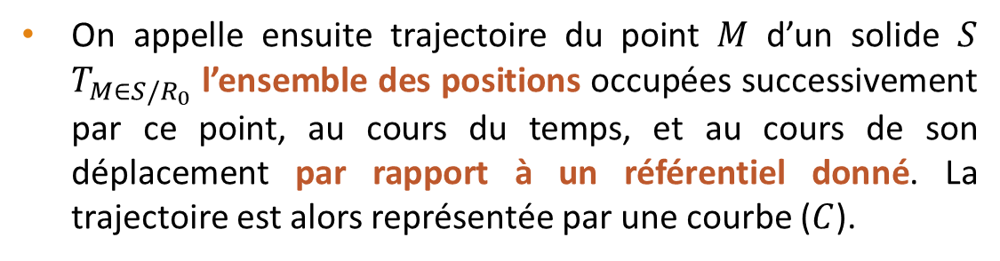 • On appelle ensuite trajectoire du point M d’un solide S
T_{M∈S/R_0} l’ensemble des positions occupées successivement
par ce point, au cours du temps, et au cours de son
déplacement par rapport à un référentiel donné. La
trajectoire est alors représentée par une courbe (C).